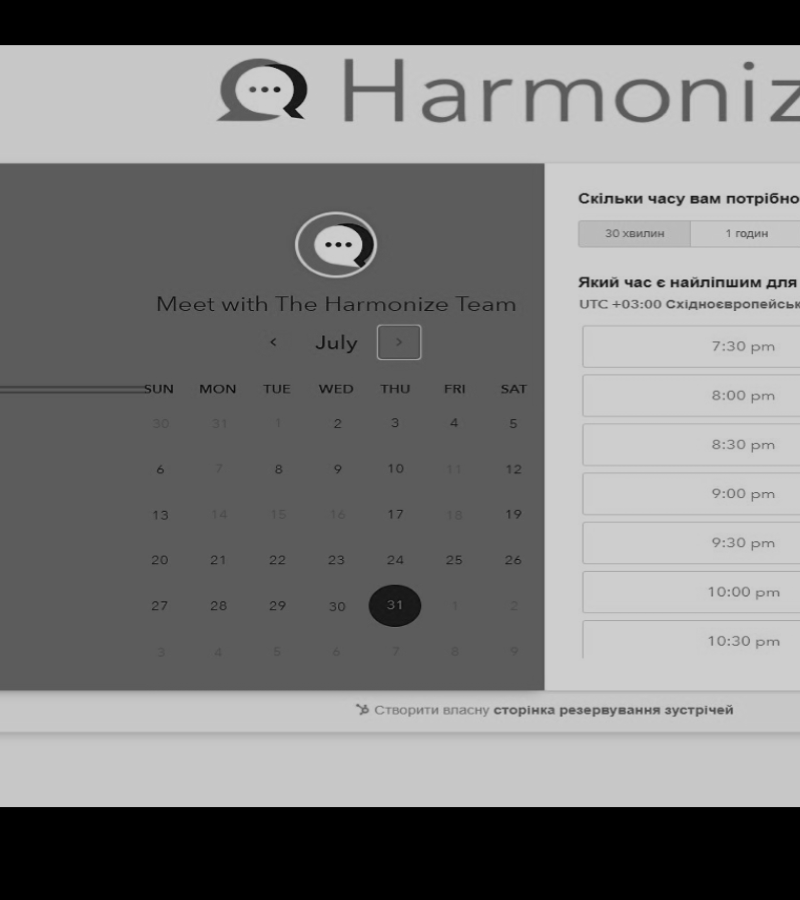 Harmoniz
Meet with The Harmonize Team
July
SUN MON TUE WED THU FRI SAT
30 31 1 2 3 4 5
6 7 8 9 10 11 12
13 14 15 16 17 18 19
20 21 22 23 24 25 26
27 28 29 30 31 1 2
3 4 5 6 7 8 9
Скільки часу вам потрібно
30 хвилин 1 годин
Який час є найліпшим для
UTC +03:00 Східноєвропейськ
7:30 pm
8:00 pm
8:30 pm
9:00 pm
9:30 pm
10:00 pm
10:30 pm
Створити власну сторінка резервування зустрічей